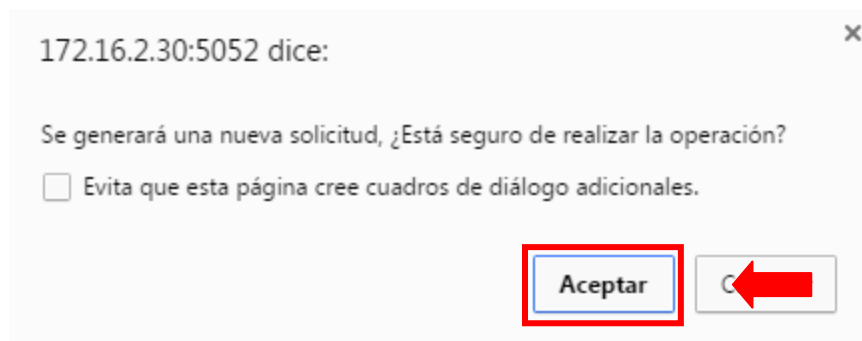 172.16.2.30:5052 dice:
Se generará una nueva solicitud, ¿Está seguro de realizar la operación?
Evita que esta página cree cuadros de diálogo adicionales.
Aceptar